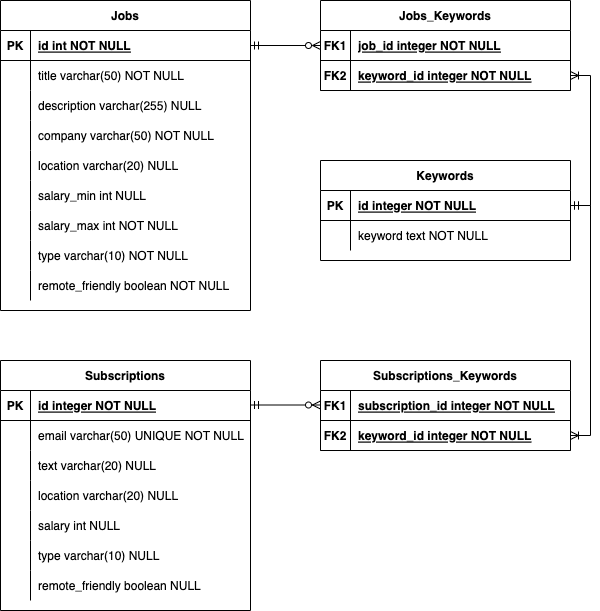 Jobs
PK id int NOT NULL
title varchar(50) NOT NULL
description varchar(255) NULL
company varchar(50) NOT NULL
location varchar(20) NULL
salary_min int NULL
salary_max int NOT NULL
type varchar(10) NOT NULL
remote_friendly boolean NOT NULL
Jobs_Keywords
FK1 job_id integer NOT NULL
FK2 keyword_id integer NOT NULL
Keywords
PK id integer NOT NULL
keyword text NOT NULL
Subscriptions
PK id integer NOT NULL
email varchar(50) UNIQUE NOT NULL
text varchar(20) NULL
location varchar(20) NULL
salary int NULL
type varchar(10) NULL
remote_friendly boolean NULL
Subscriptions_Keywords
FK1 subscription_id integer NOT NULL
FK2 keyword_id integer NOT NULL